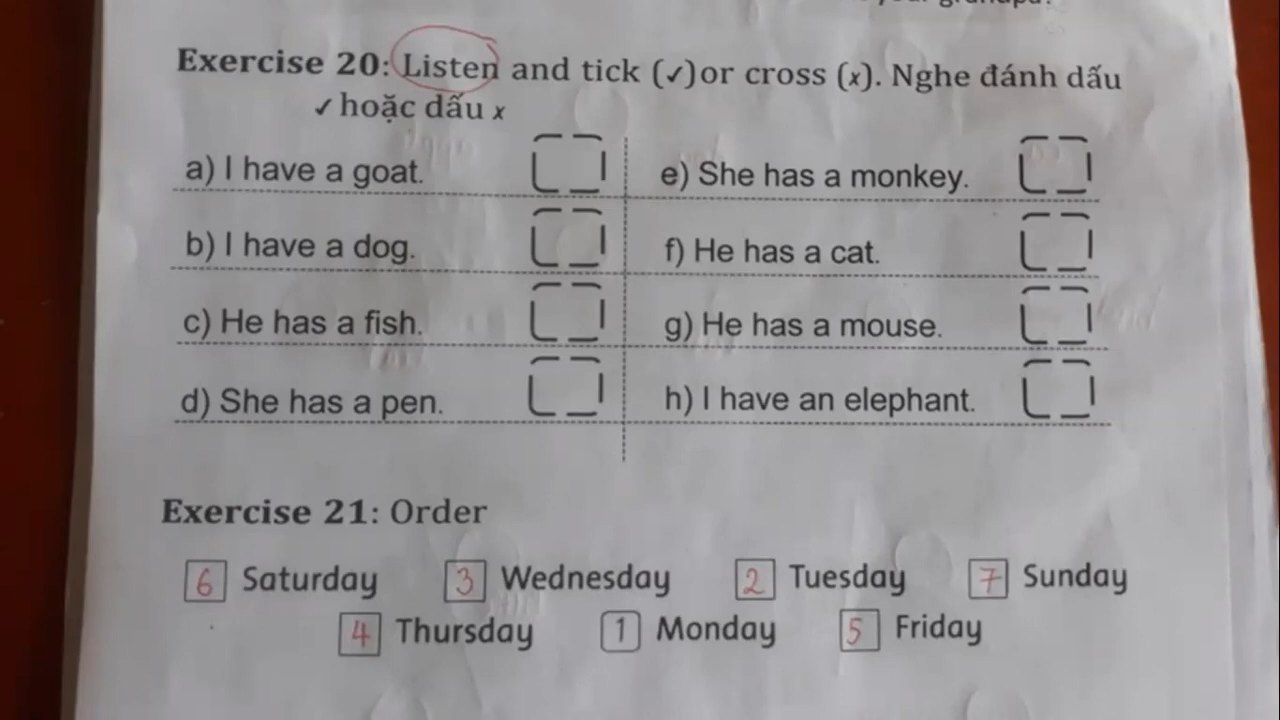 grandpa?
Exercise 20: Listen and tick (✓)or cross (x). Nghe đánh dấu
✓ hoặc dấu x
a) I have a goat.
e) She has a monkey.
b) I have a dog.
f) He has a cat.
c) He has a fish.
g) He has a mouse.
d) She has a pen.
h) I have an elephant.
Exercise 21: Order
6 Saturday 3 Wednesday 2 Tuesday 7 Sunday
4 Thursday 1 Monday 5 Friday